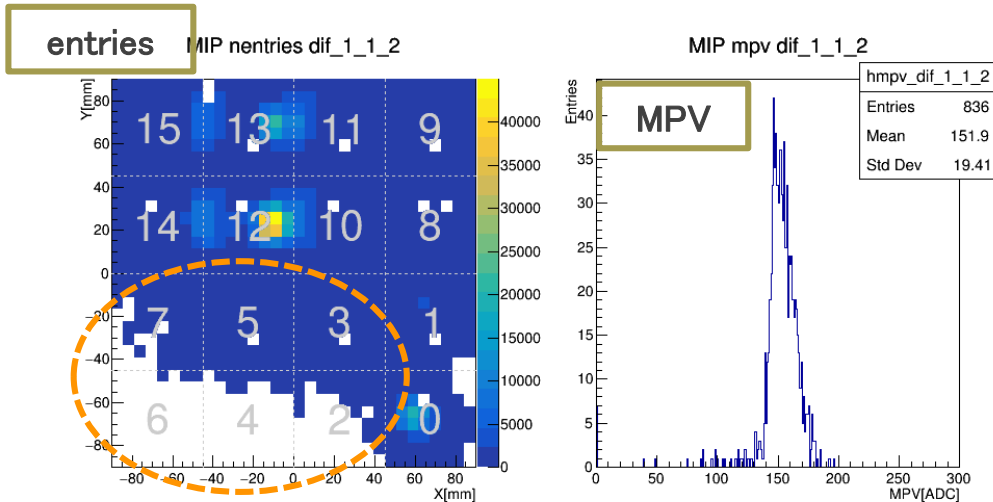 entries
MIP nentries dif_1_1_2
Y[mm]
80
60
40
20
0
−20
−40
−60
−80
15 13 11 9
14 12 10 8
7 5 3 1
6 4 2 0
−80 −60 −40 −20 0 20 40 60 80
X[mm]
40000
35000
30000
25000
20000
15000
10000
5000
0
MIP mpv dif_1_1_2
MPV
hmpv_dif_1_1_2
Entries 836
Mean 151.9
Std Dev 19.41
Entries
40
35
30
25
20
15
10
5
0
0 50 100 150 200 250 300
MPV[ADC]